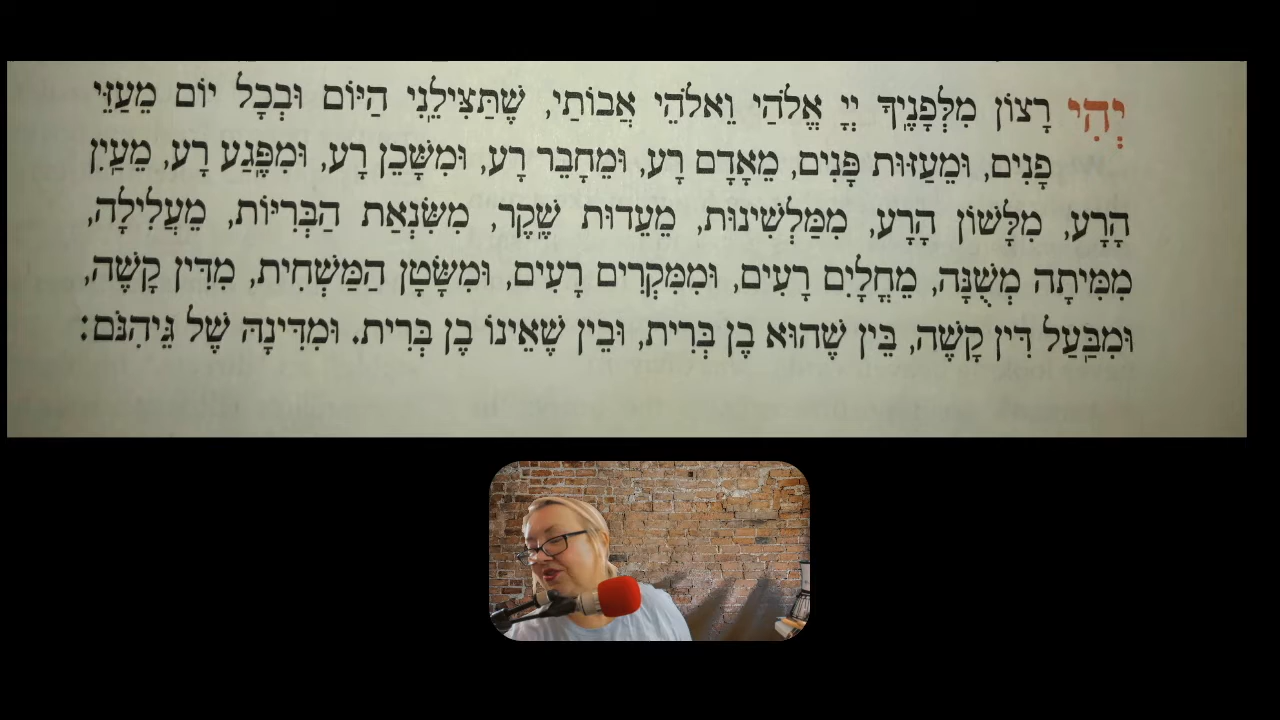 יְהִי רָצוֹן מִלְּפָנֶיךָ יְיָ אֱלֹהַי וֵאלֹהֵי אֲבוֹתַי, שֶׁתַּצִּילֵנִי הַיּוֹם וּבְכָל יוֹם מֵעַזֵּי
פָנִים, וּמֵעַזּוּת פָּנִים, מֵאָדָם רָע, וּמֵחָבֵר רָע, וּמִשָּׁכֵן רָע, וּמִפֶּגַע רָע, מֵעַיִן
הָרָע, מִלָּשׁוֹן הָרָע, מִמַּלְשִׁינוּת, מֵעֵדוּת שֶׁקֶר, מִשִּׂנְאַת הַבְּרִיּוֹת, מֵעֲלִילָה,
מִמִּיתָה מְשֻׁנָּה, מֵחֳלָיִם רָעִים, וּמִמִּקְרִים רָעִים, וּמִשָּׂטָן הַמַּשְׁחִית, מִדִּין קָשֶׁה,
וּמִבַּעַל דִּין קָשֶׁה, בֵּין שֶׁהוּא בֶן בְּרִית, וּבֵין שֶׁאֵינוֹ בֶן בְּרִית. וּמִדִּינָהּ שֶׁל גֵּיהִנֹּם: